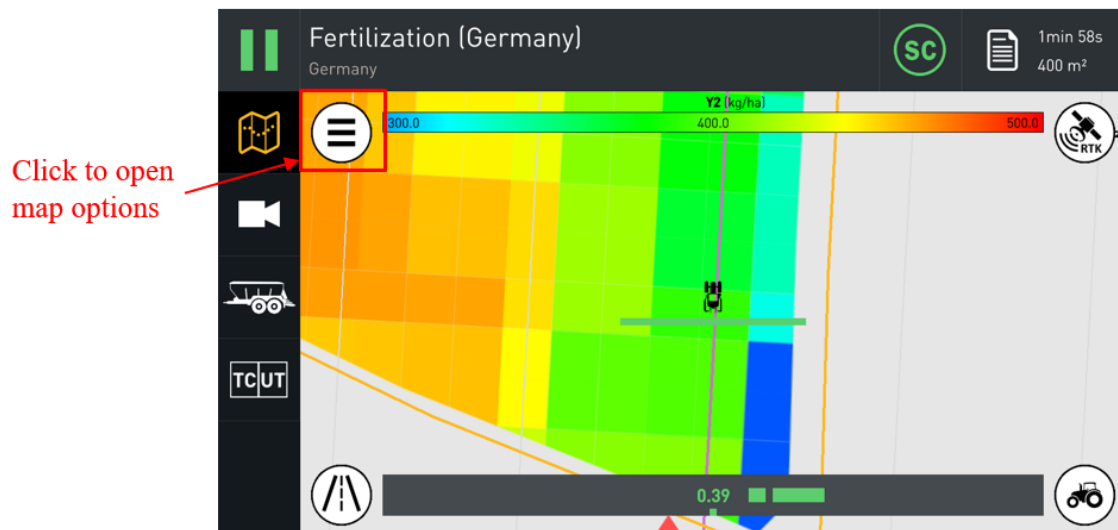 Fertilization (Germany)
Germany
SC
1min 58s
400 m²
Y2 (kg/ha)
300.0 400.0 500.0
RTK
Click to open
map options
TC UT
0.39